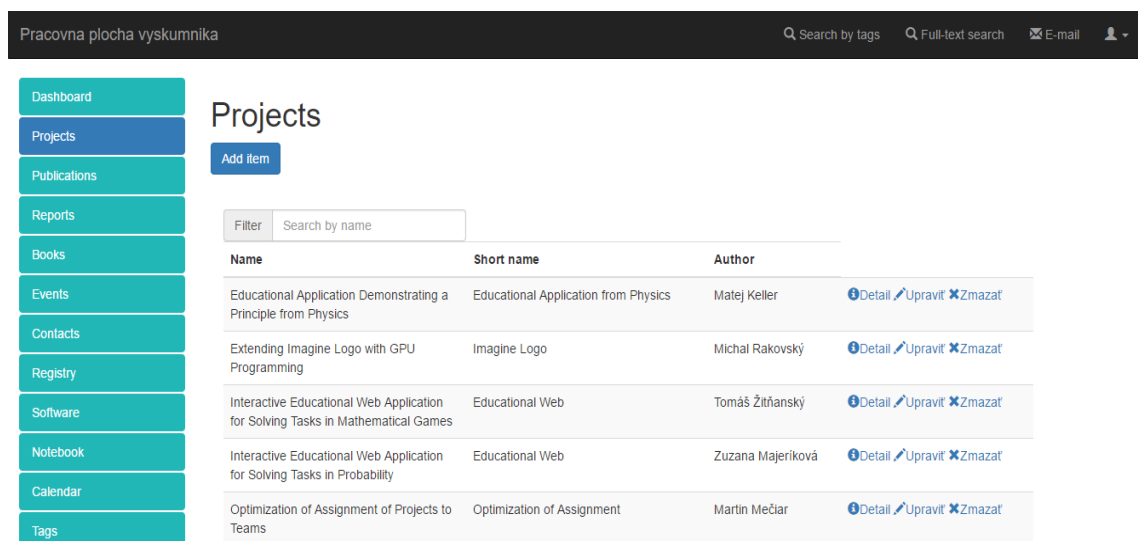 Pracovna plocha vyskumnika
Search by tags
Full-text search
E-mail
Dashboard
Projects
Publications
Reports
Books
Events
Contacts
Registry
Software
Notebook
Calendar
Tags
Projects
Add item
Filter Search by name
Name Short name Author
Educational Application Demonstrating a Educational Application from Physics Matej Keller Detail Upraviť Zmazať
Principle from Physics
Extending Imagine Logo with GPU Imagine Logo Michal Rakovský Detail Upraviť Zmazať
Programming
Interactive Educational Web Application Educational Web Tomáš Žitňanský Detail Upraviť Zmazať
for Solving Tasks in Mathematical Games
Interactive Educational Web Application Educational Web Zuzana Majeríková Detail Upraviť Zmazať
for Solving Tasks in Probability
Optimization of Assignment of Projects to Optimization of Assignment Martin Mečiar Detail Upraviť Zmazať
Teams